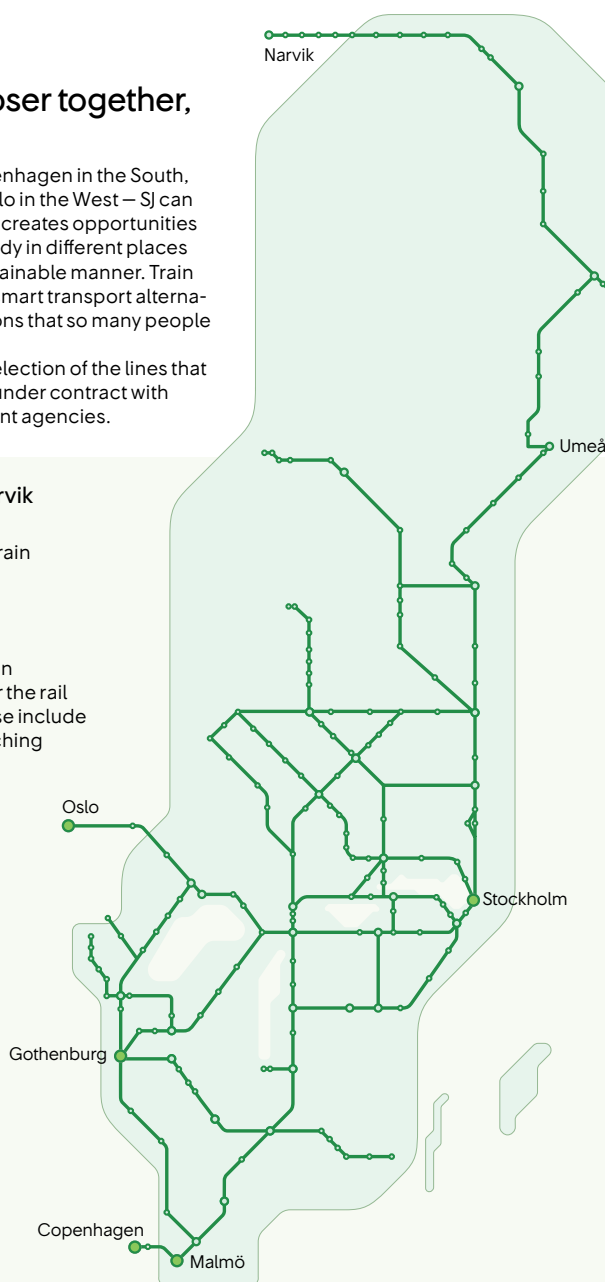 Narvik
oser together,
enhagen in the South,
lo in the West – SJ can
creates opportunities
dy in different places
ainable manner. Train
mart transport alterna-
ons that so many people
election of the lines that
under contract with
nt agencies.
Umeå
rvik
rain
n
r the rail
se include
ching
Oslo
Stockholm
Gothenburg
Copenhagen
Malmö